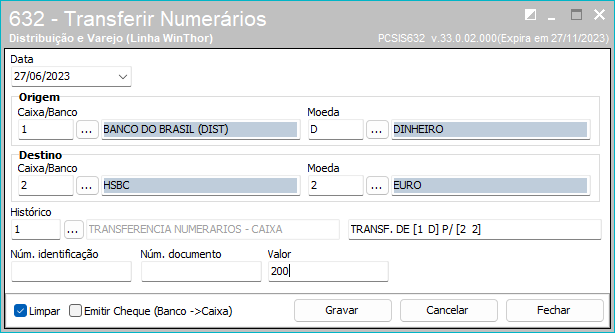 632 - Transferir Numerários
Distribuição e Varejo (Linha WinThor) PCSIS632 v.33.0.02.000(Expira em 27/11/2023)
Data
27/06/2023
Origem
Caixa/Banco Moeda
1 ... BANCO DO BRASIL (DIST) D ... DINHEIRO
Destino
Caixa/Banco Moeda
2 ... HSBC 2 ... EURO
Histórico
1 ... TRANSFERENCIA NUMERARIOS - CAIXA TRANSF. DE [1 D] P/ [2 2]
Núm. identificação Núm. documento Valor
200
Limpar Emitir Cheque (Banco ->Caixa) Gravar Cancelar Fechar